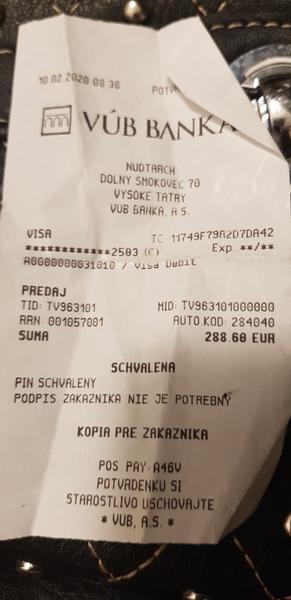 10 02 2020 08 38
VÚB BANKA
NUDTARCH
DOLNY SMOKOVEC 70
VYSOKE TATRY
VUB BANKA, A S.
VISA TC 11749F79A2D7DA42
************2503 (C) Exp. **/**
A0000000031010 / Visa Debit
PREDAJ
TID: TV963101 MID: TV963101000000
RRN: 001057001 AUTO.KOD: 284040
SUMA 288.60 EUR
SCHVALENA
PIN SCHVALENY
PODPIS ZAKAZNIKA NIE JE POTREBNY
KOPIA PRE ZAKAZNIKA
POS PAY: A46V
POTVRDENKU SI
STAROSTLIVO USCHOVAJTE
* VUB, A.S. *